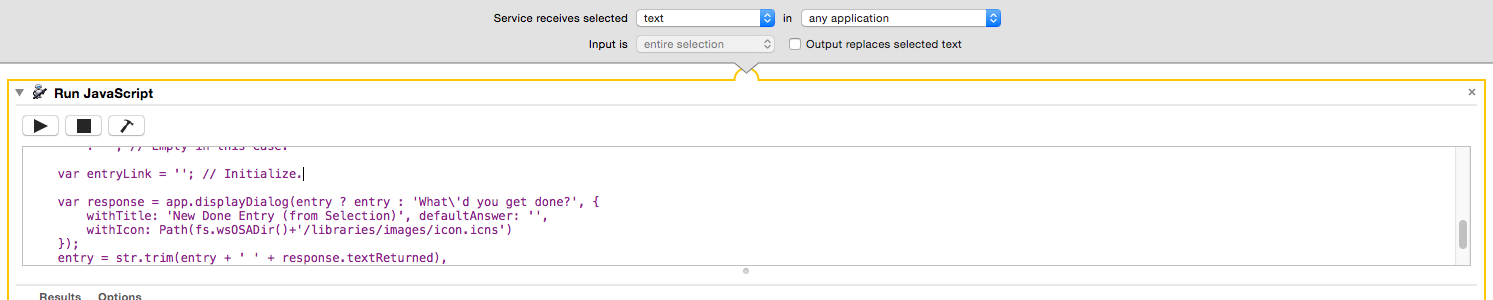 Service receives selected text in any application
Input is entire selection Output replaces selected text
Run JavaScript
: '', // Empty in this case.
var entryLink = ''; // Initialize.
var response = app.displayDialog(entry ? entry : 'What\'d you get done?', {
withTitle: 'New Done Entry (from Selection)', defaultAnswer: '',
withIcon: Path(fs.wsOSADir()+'/libraries/images/icon.icns')
});
entry = str.trim(entry + ' ' + response.textReturned),
Results Options